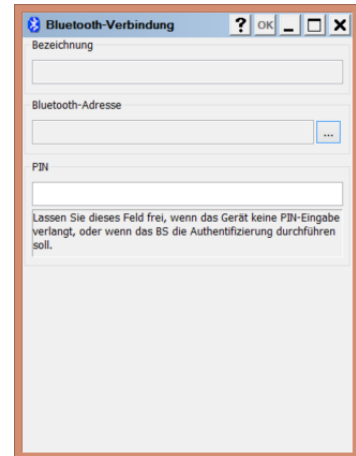 Bluetooth-Verbindung ? OK
Bezeichnung
Bluetooth-Adresse
...
PIN
Lassen Sie dieses Feld frei, wenn das Gerät keine PIN-Eingabe
verlangt, oder wenn das BS die Authentifizierung durchführen
soll.